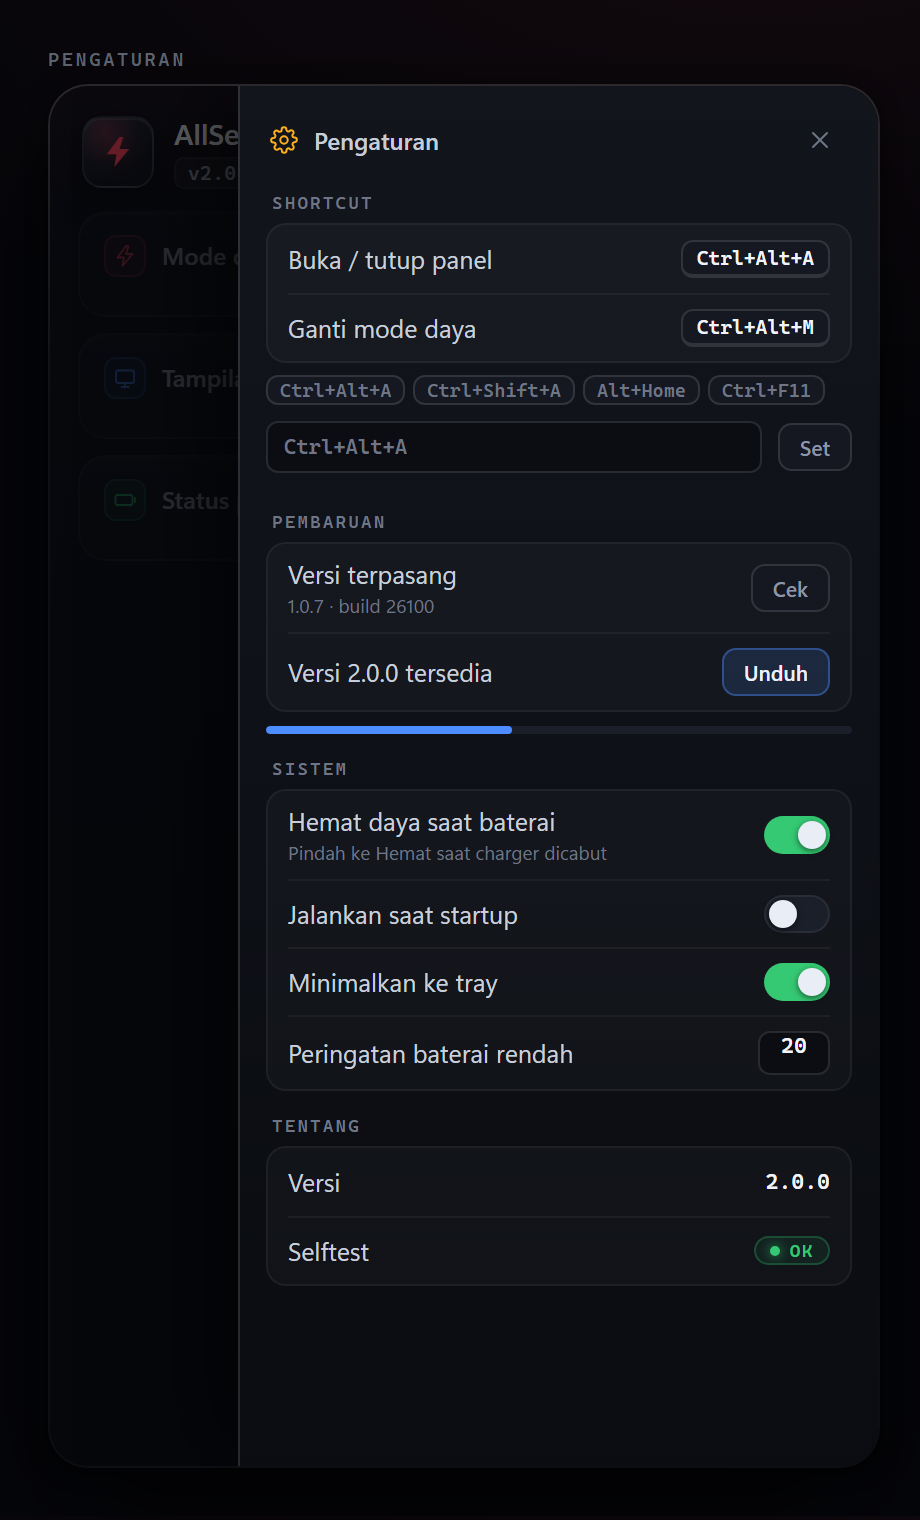 PENGATURAN
AllSe
v2.0
Mode
Tampila
Status
Pengaturan
SHORTCUT
Buka / tutup panel Ctrl+Alt+A
Ganti mode daya Ctrl+Alt+M
Ctrl+Alt+A Ctrl+Shift+A Alt+Home Ctrl+F11
Ctrl+Alt+A Set
PEMBARUAN
Versi terpasang Cek
1.0.7 · build 26100
Versi 2.0.0 tersedia Unduh
SISTEM
Hemat daya saat baterai
Pindah ke Hemat saat charger dicabut
Jalankan saat startup
Minimalkan ke tray
Peringatan baterai rendah 20
TENTANG
Versi 2.0.0
Selftest OK